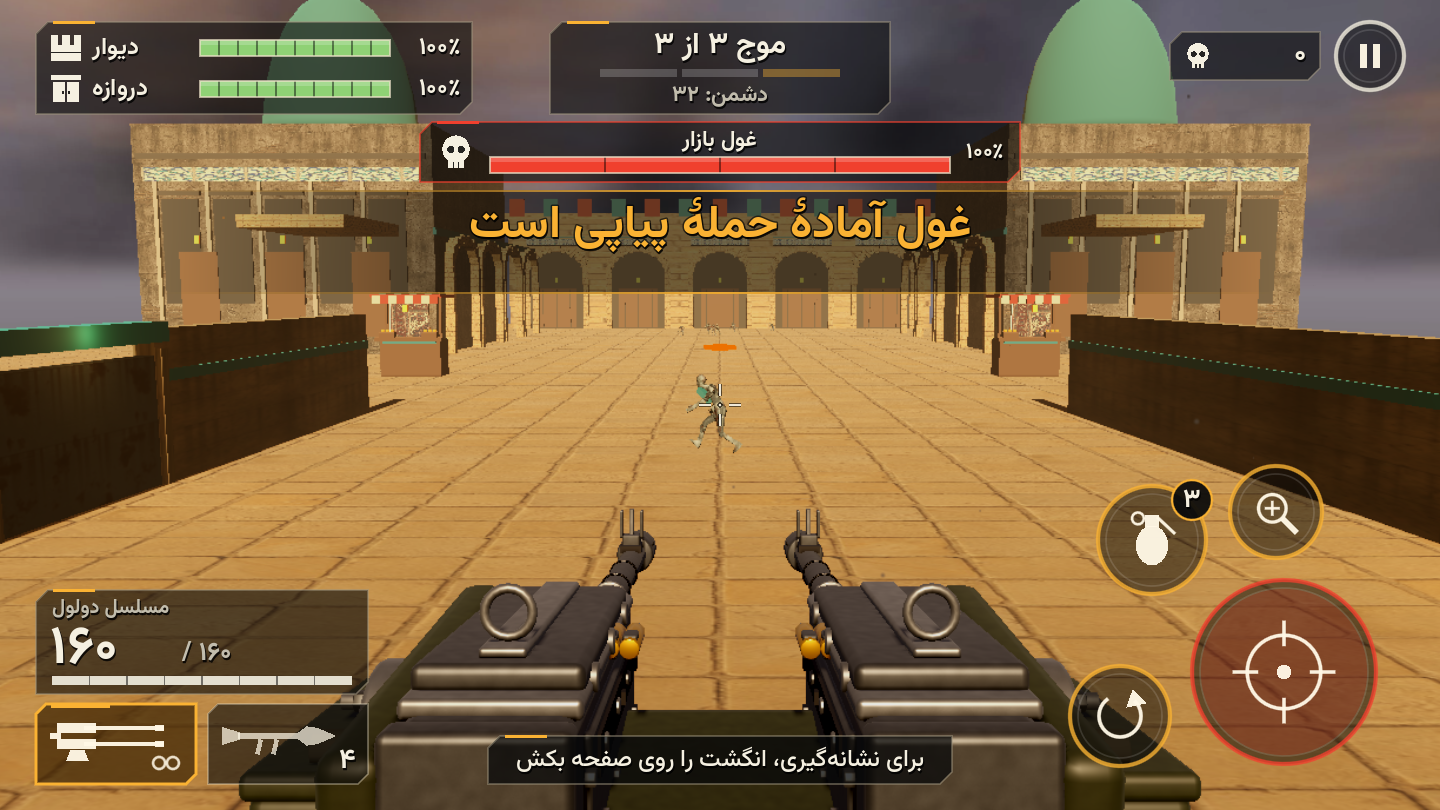 دیوار ۱۰۰٪
دروازه ۱۰۰٪
موج ۳ از ۳
دشمن: ۳۲
۰
غول بازار
۱۰۰٪
غول آمادهٔ حملهٔ پیاپی است
۳
مسلسل دولول
۱۶۰ / ۱۶۰
∞
۴
برای نشانه‌گیری، انگشت را روی صفحه بکش